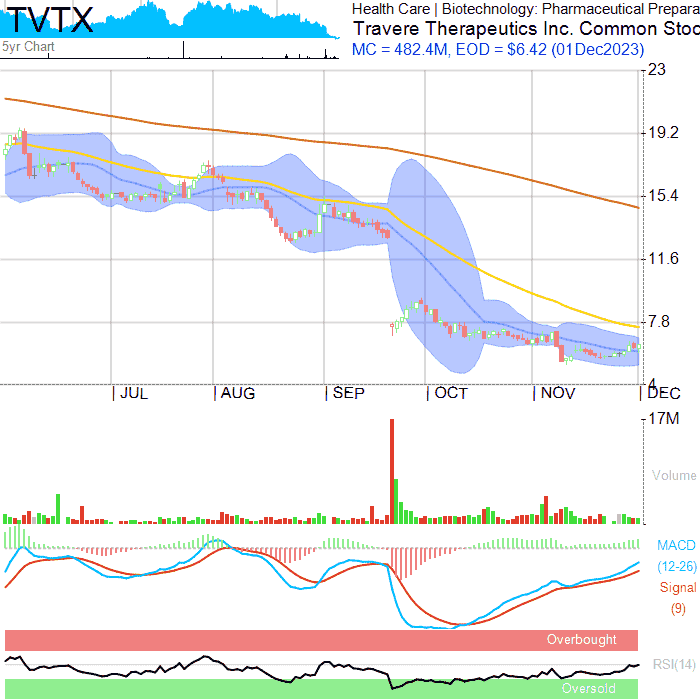 TVTX
5yr Chart
Health Care | Biotechnology: Pharmaceutical Prepara
Travere Therapeutics Inc. Common Stoc
MC = 482.4M, EOD = $6.42 (01Dec2023)
23
19.2
15.4
11.6
7.8
4
JUL
AUG
SEP
OCT
NOV
DEC
17M
Volume
MACD
(12-26)
Signal
(9)
Overbought
RSI(14)
Oversold